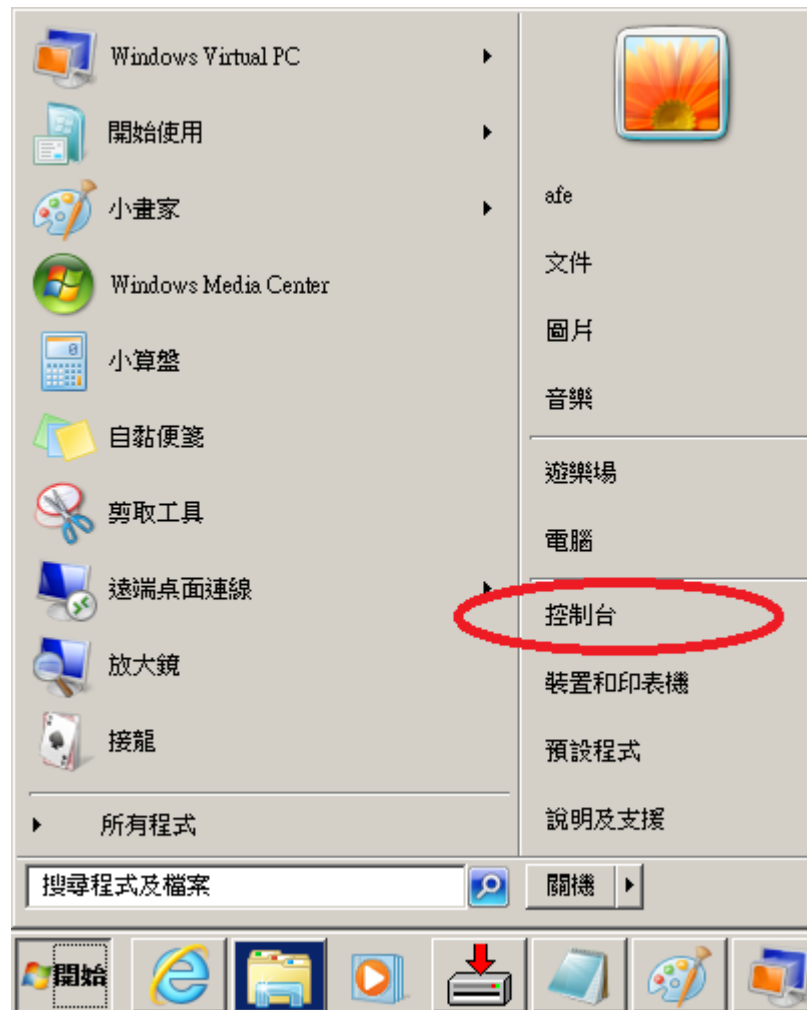 Windows Virtual PC
開始使用
小畫家
Windows Media Center
小算盤
自黏便箋
剪取工具
遠端桌面連線
放大鏡
接龍
所有程式
搜尋程式及檔案
afe
文件
圖片
音樂
遊樂場
電腦
控制台
裝置和印表機
預設程式
說明及支援
關機
開始